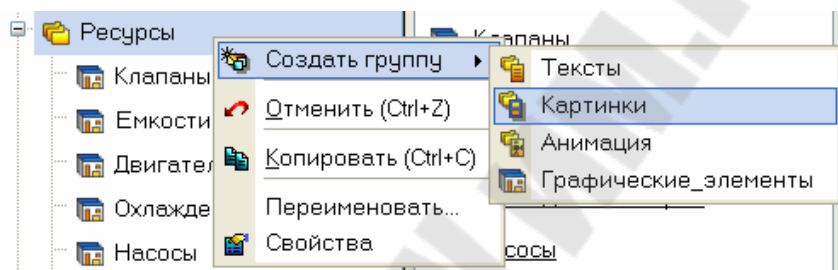 Ресурсы
Клапаны
Емкости
Двигател
Охлажде
Насосы
Создать группу
Отменить (Ctrl+Z)
Копировать (Ctrl+C)
Переименовать...
Свойства
Тексты
Картинки
Анимация
Графические_элементы
Клапаны
сосы